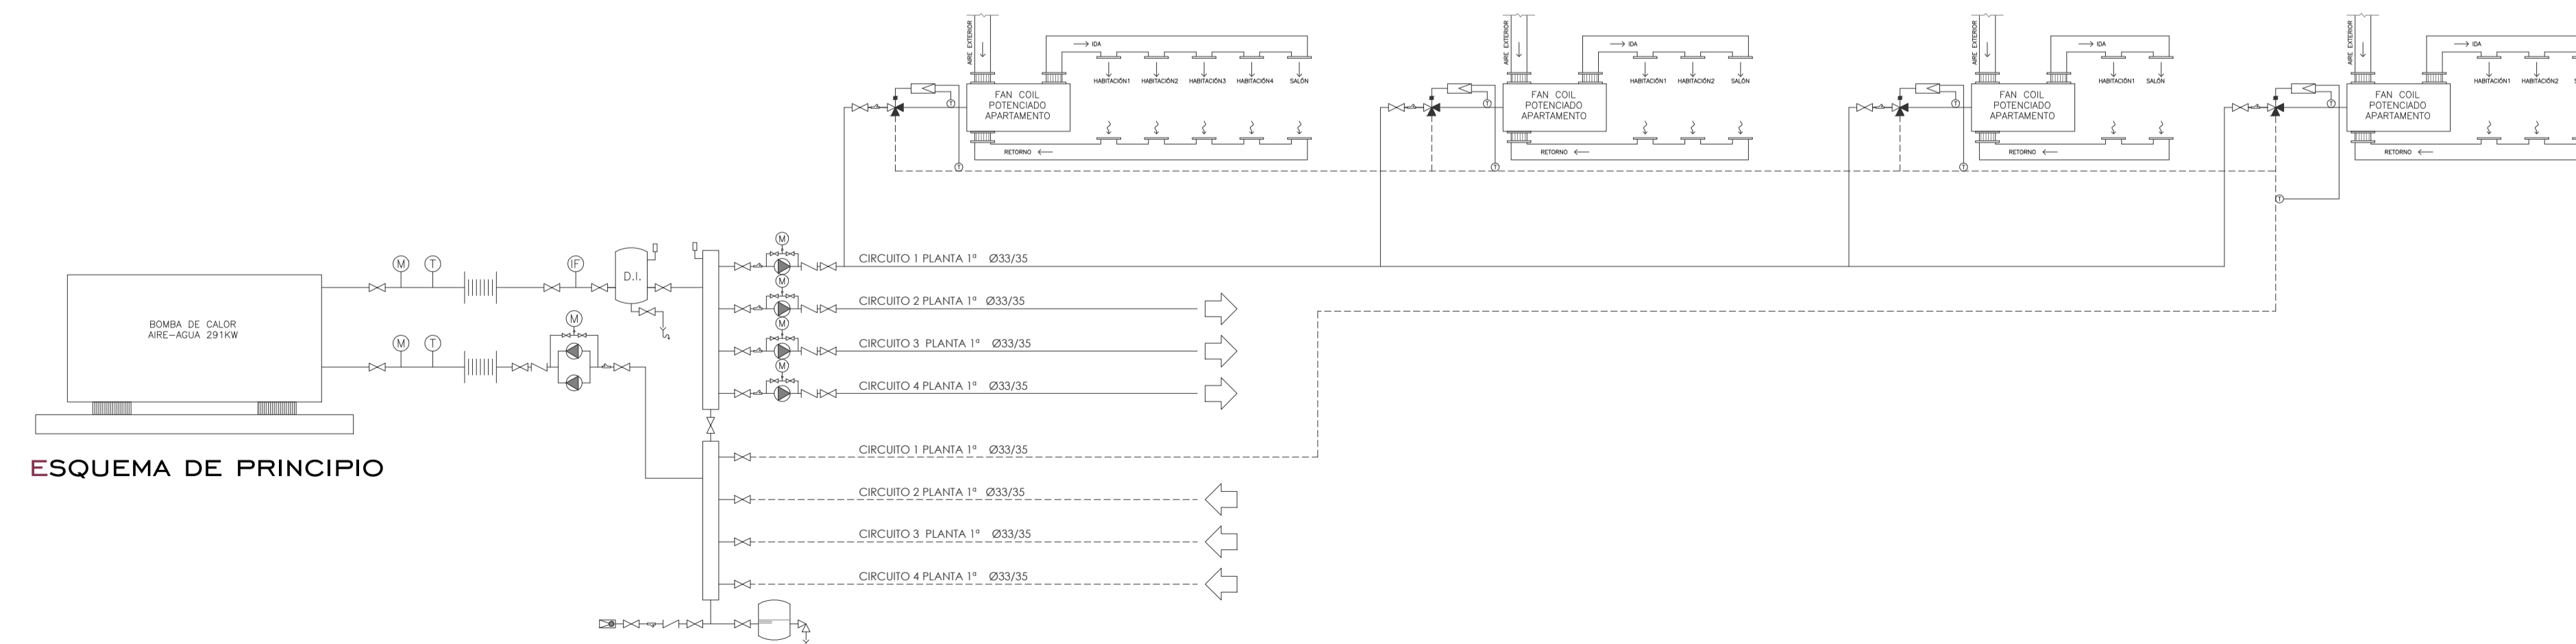 AIRE EXTERIOR
IDA
HABITACIÓN1 HABITACIÓN2 HABITACIÓN3 HABITACIÓN4 SALÓN
FAN COIL
POTENCIADO
APARTAMENTO
T
T
RETORNO
AIRE EXTERIOR
IDA
HABITACIÓN1 HABITACIÓN2 SALÓN
FAN COIL
POTENCIADO
APARTAMENTO
T
T
RETORNO
AIRE EXTERIOR
IDA
HABITACIÓN1 SALÓN
FAN COIL
POTENCIADO
APARTAMENTO
T
T
RETORNO
AIRE EXTERIOR
IDA
HABITACIÓN1 HABITACIÓN2
FAN COIL
POTENCIADO
APARTAMENTO
T
T
RETORNO
BOMBA DE CALOR
AIRE-AGUA 291KW
M T IF D.I.
M T M
M
CIRCUITO 1 PLANTA 1ª Ø33/35
M
CIRCUITO 2 PLANTA 1ª Ø33/35
M
CIRCUITO 3 PLANTA 1ª Ø33/35
M
CIRCUITO 4 PLANTA 1ª Ø33/35
CIRCUITO 1 PLANTA 1ª Ø33/35
CIRCUITO 2 PLANTA 1ª Ø33/35
CIRCUITO 3 PLANTA 1ª Ø33/35
CIRCUITO 4 PLANTA 1ª Ø33/35
ESQUEMA DE PRINCIPIO